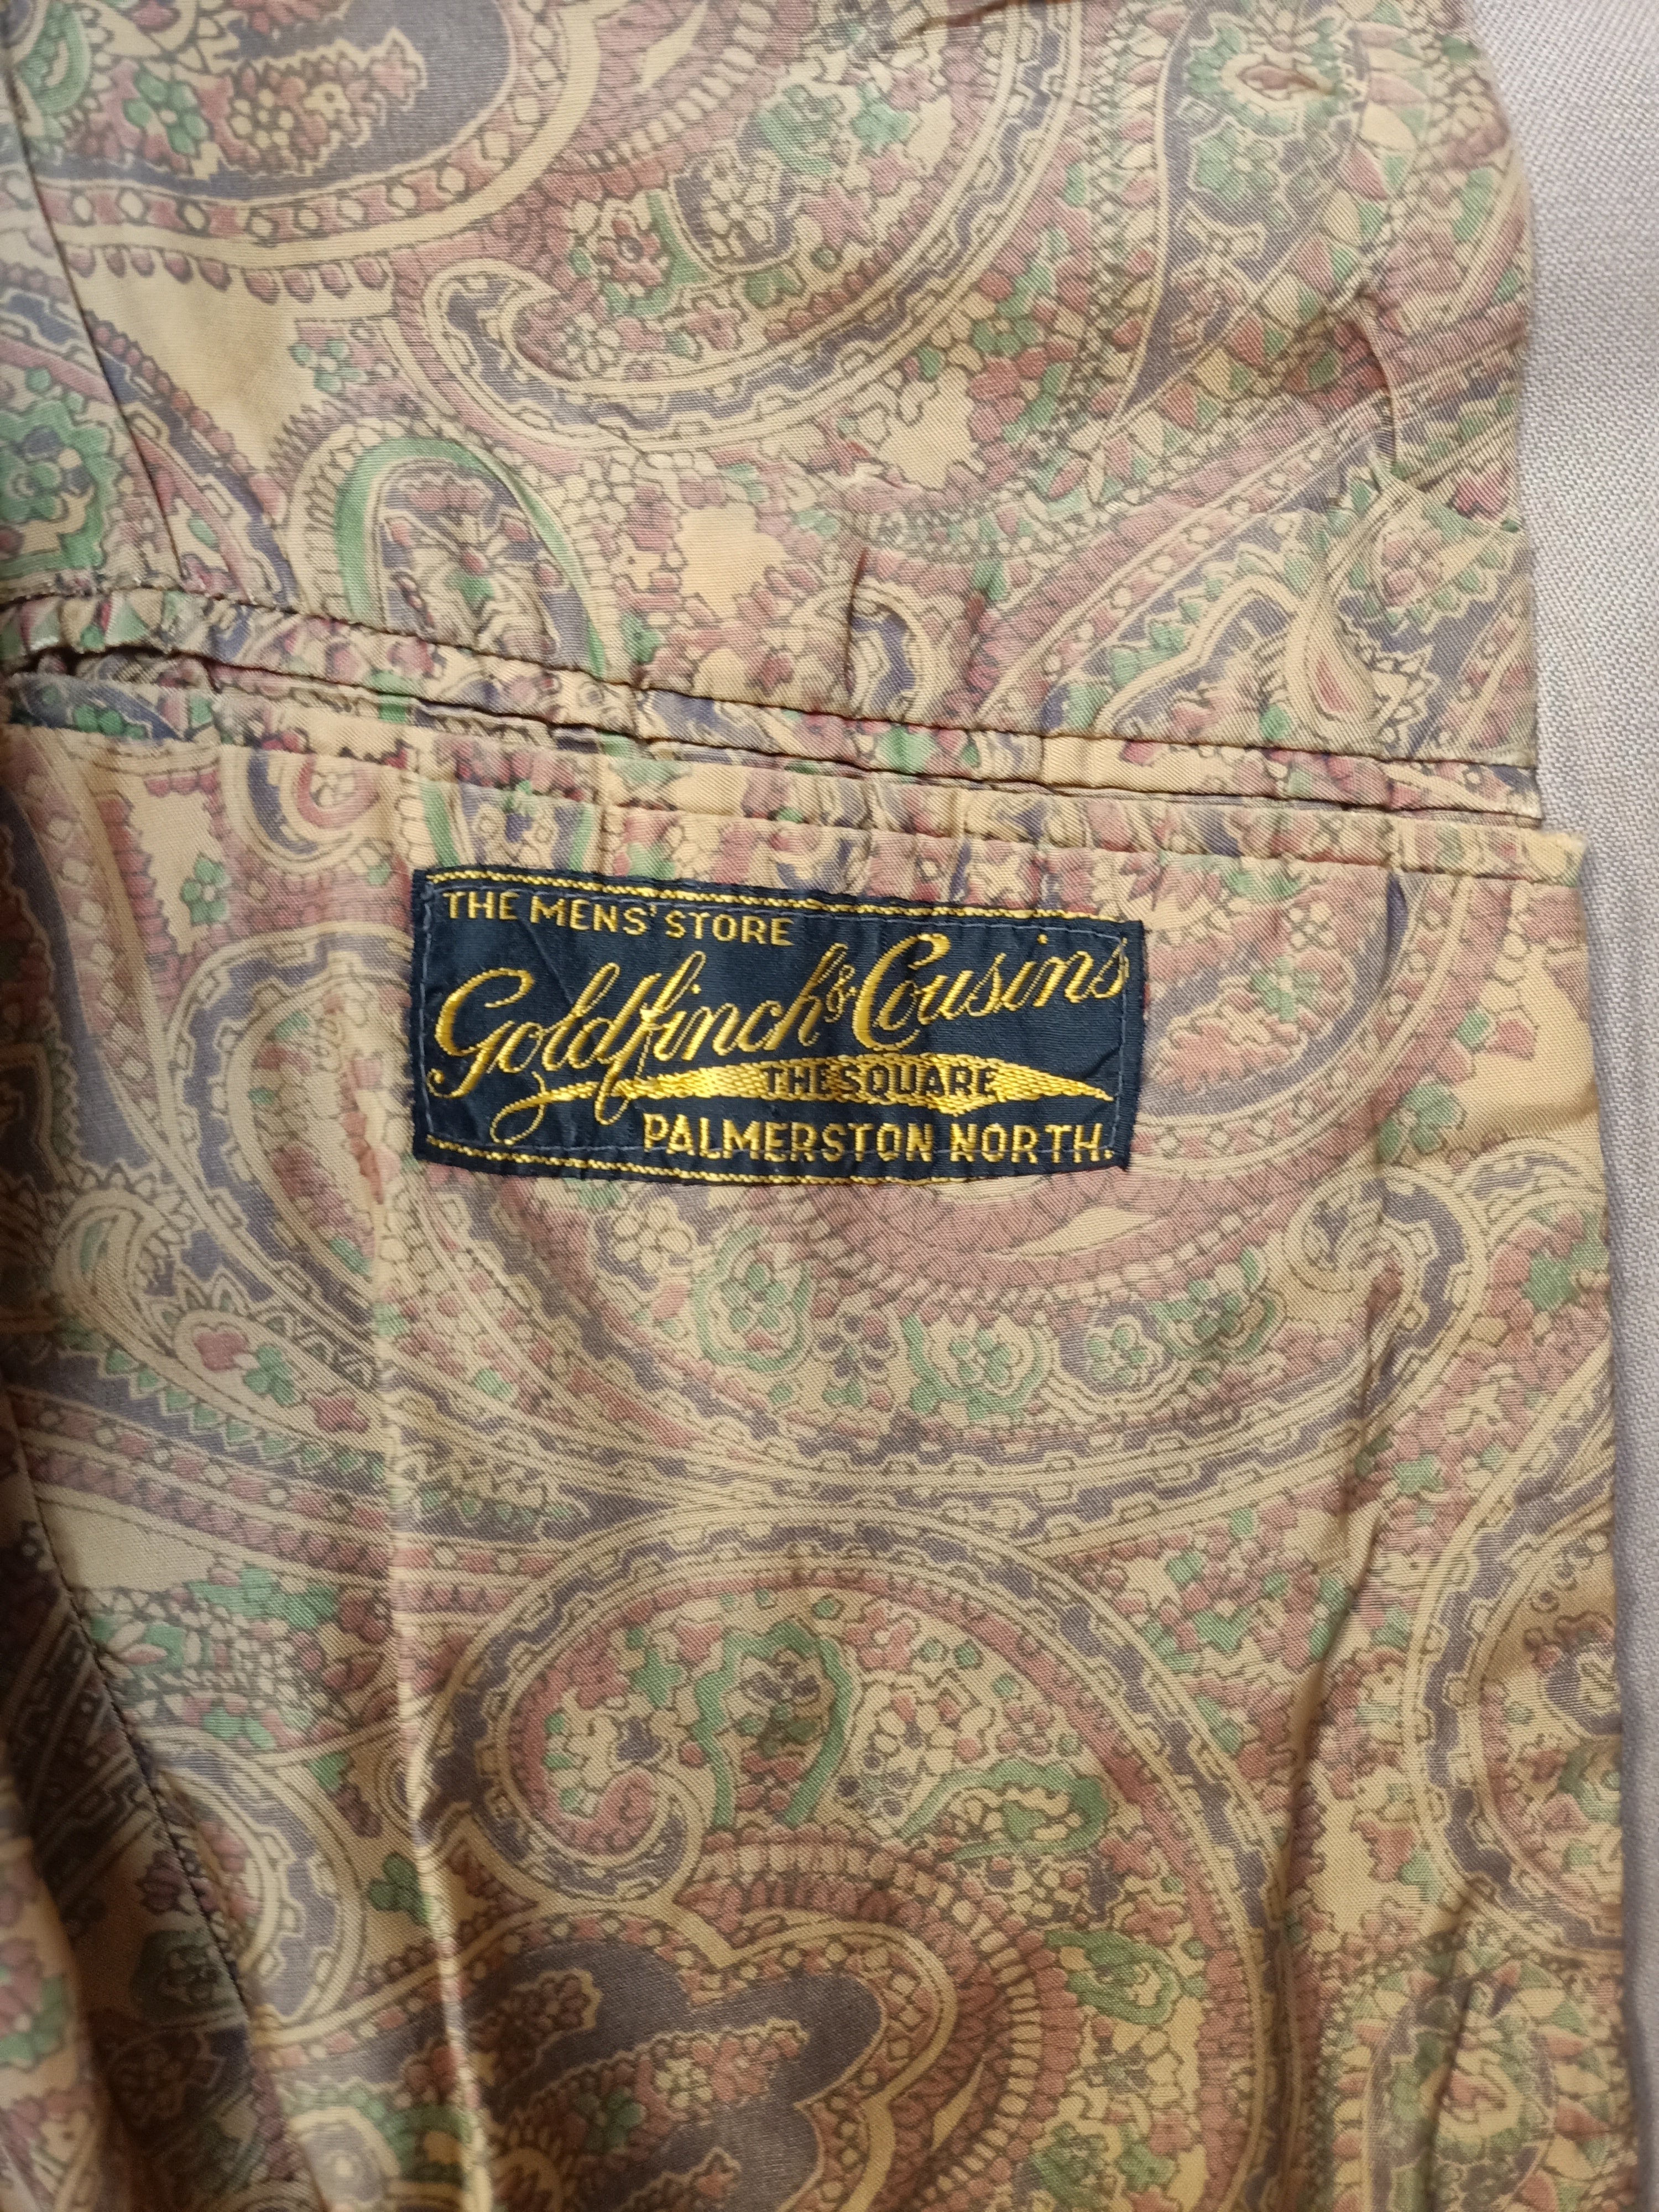 THE MENS' STORE
Goldfinch & Cousins
THE SQUARE
PALMERSTON NORTH.